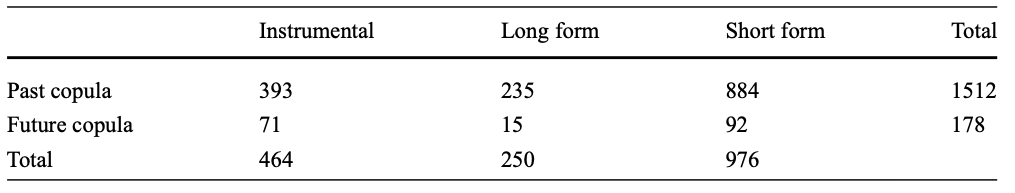 Instrumental Long form Short form Total
Past copula 393 235 884 1512
Future copula 71 15 92 178
Total 464 250 976